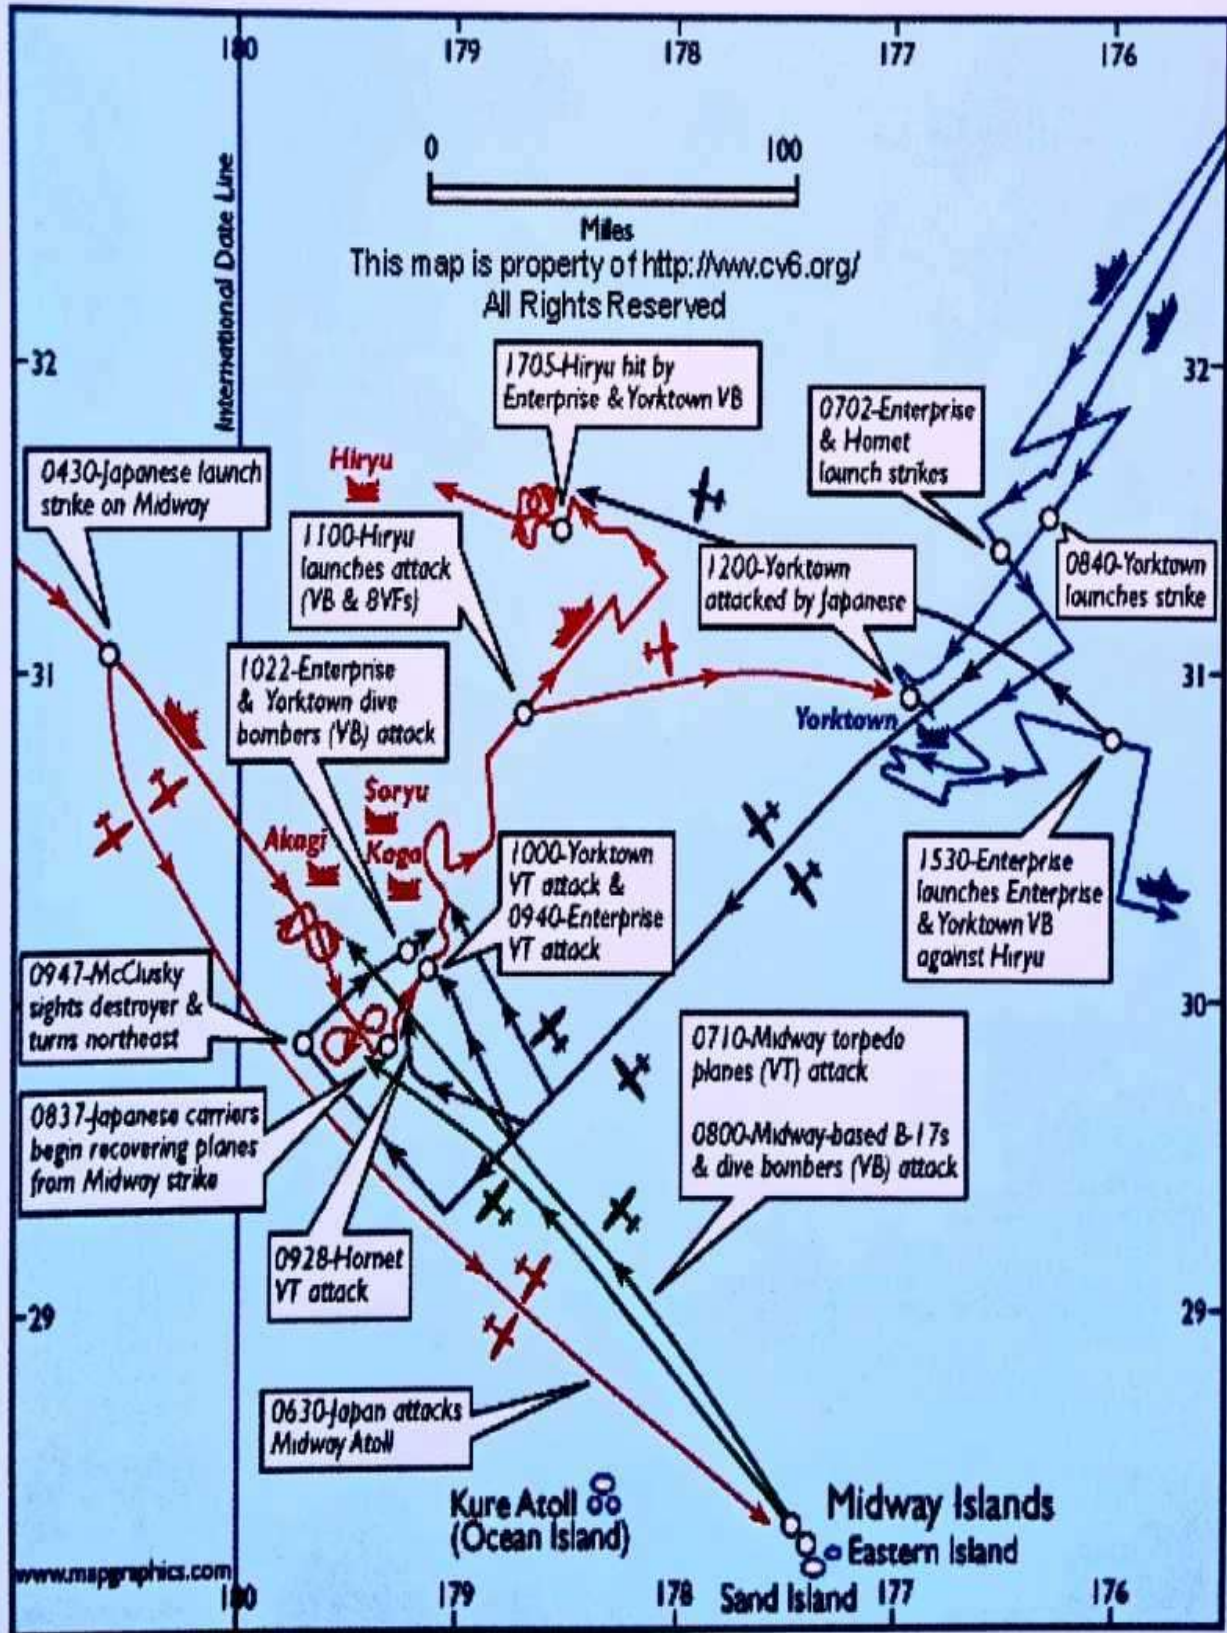 180
179
178
177
176
0
100
Miles
This map is property of http://www.cv6.org/
All Rights Reserved
International Date Line
32
32
1705-Hiryu hit by
Enterprise & Yorktown VB
0702-Enterprise
& Hornet
launch strikes
0430-Japanese launch
strike on Midway
Hiryu
1100-Hiryu
launches attack
(VB & 8VFs)
1200-Yorktown
attacked by Japanese
0840-Yorktown
launches strike
31
31
1022-Enterprise
& Yorktown dive
bombers (VB) attack
Yorktown
Soryu
Akagi
Kaga
1000-Yorktown
VT attack &
0940-Enterprise
VT attack
1530-Enterprise
launches Enterprise
& Yorktown VB
against Hiryu
0947-McClusky
sights destroyer &
turns northeast
30
0710-Midway torpedo
planes (VT) attack
0800-Midway-based B-17s
& dive bombers (VB) attack
0837-Japanese carriers
begin recovering planes
from Midway strike
0928-Hornet
VT attack
29
29
0630-Japan attacks
Midway Atoll
Kure Atoll
(Ocean Island)
Midway Islands
Eastern Island
Sand Island
www.mapgraphics.com
180
179
178
177
176